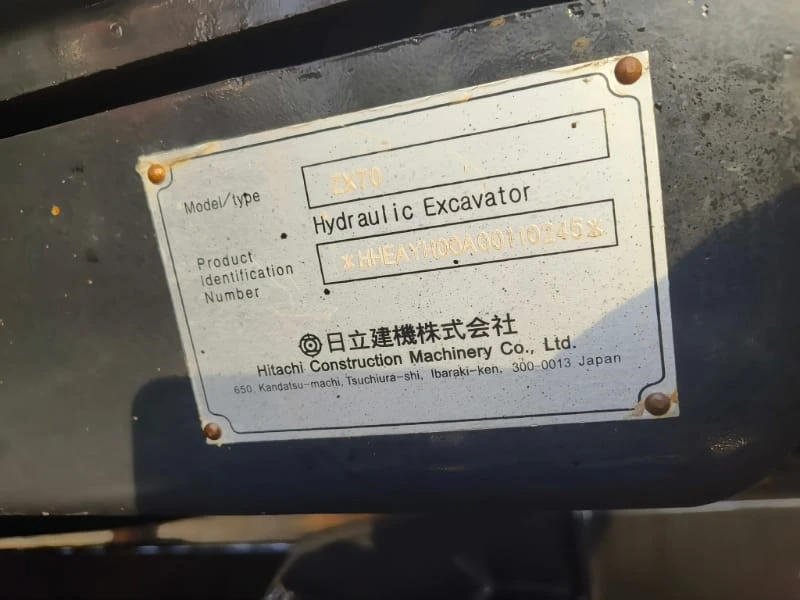 Model/type ZX70
Hydraulic Excavator
Product
Identification
Number
*HHEAYH00A00110245*
日立建機株式会社
Hitachi Construction Machinery Co., Ltd.
650, Kandatsu-machi, Tsuchiura-shi, Ibaraki-ken, 300-0013 Japan